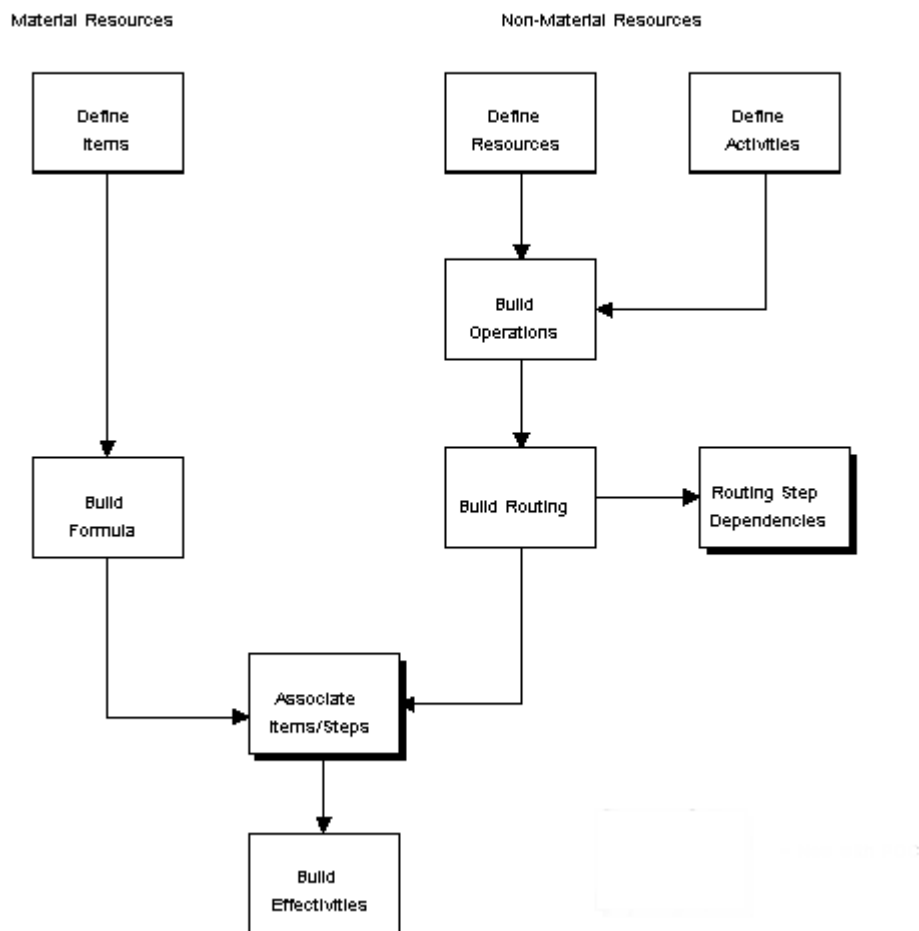 Material Resources
Non-Material Resources
Define
Items
Define
Resources
Define
Activities
Build
Operations
Build
Formula
Build Routing
Routing Step
Dependencies
Associate
Items/Steps
Build
Effectivities